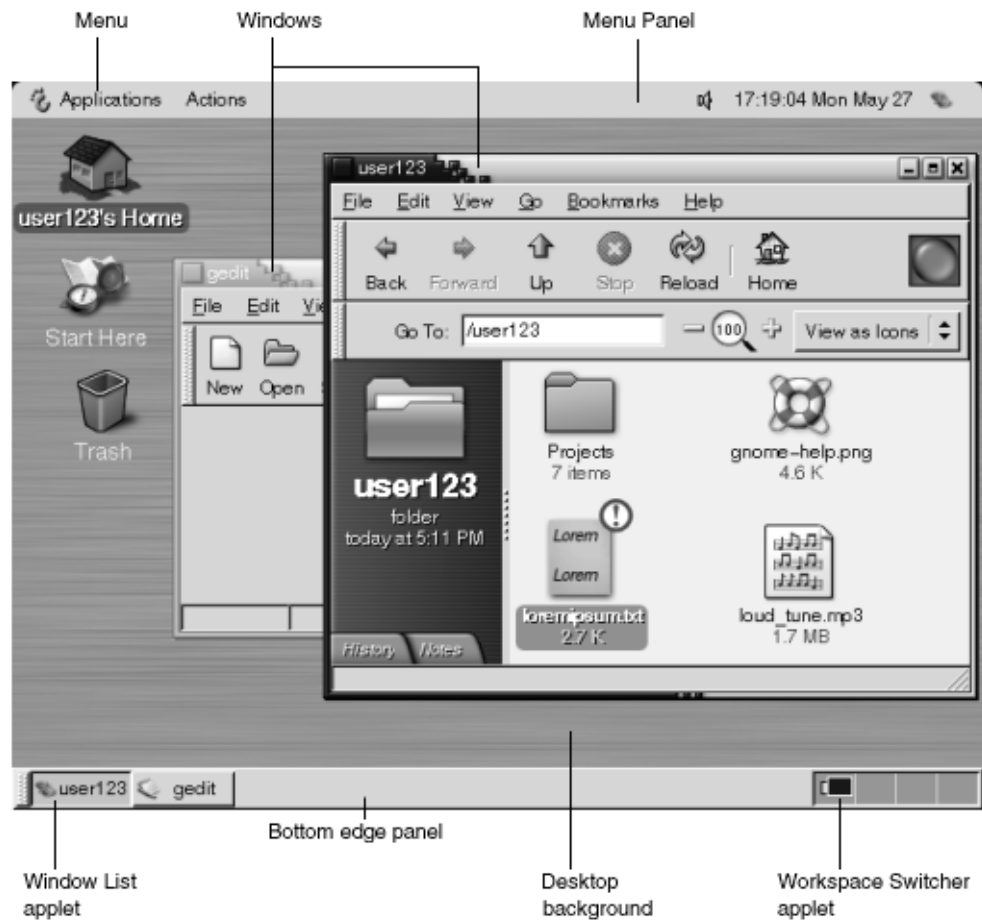 Menu
Windows
Menu Panel
Applications Actions
17:19:04 Mon May 27
user123's Home
Start Here
Trash
gedit
File Edit
New Open
user123
File Edit View Go Bookmarks Help
Back Forward Up Stop Reload Home
Go To: /user123
100
View as Icons
user123
folder
today at 5:11 PM
History Notes
Projects
7 items
gnome-help.png
4.6 K
Lorem
Lorem
loremipsum.txt
2.7 K
loud_tune.mp3
1.7 MB
user123 gedit
Bottom edge panel
Window List
applet
Desktop
background
Workspace Switcher
applet